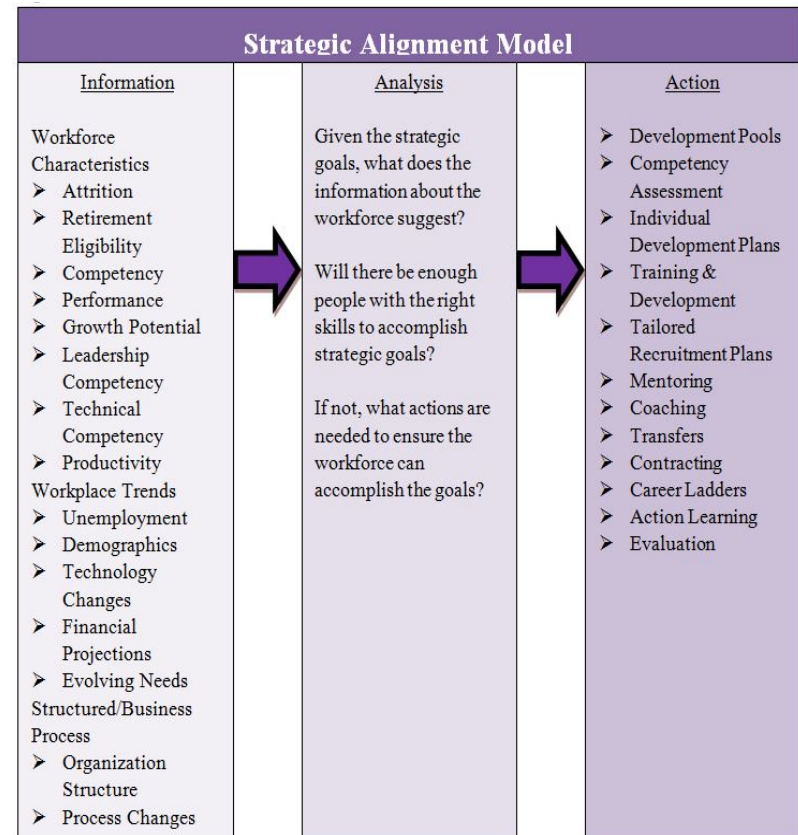 Strategic Alignment Model
Information
Workforce
Characteristics
➢ Attrition
➢ Retirement
Eligibility
➢ Competency
➢ Performance
➢ Growth Potential
➢ Leadership
Competency
➢ Technical
Competency
➢ Productivity
Workplace Trends
➢ Unemployment
➢ Demographics
➢ Technology
Changes
➢ Financial
Projections
➢ Evolving Needs
Structured/Business
Process
➢ Organization
Structure
➢ Process Changes
Analysis
Given the strategic
goals, what does the
information about the
workforce suggest?
Will there be enough
people with the right
skills to accomplish
strategic goals?
If not, what actions are
needed to ensure the
workforce can
accomplish the goals?
Action
➢ Development Pools
➢ Competency
Assessment
➢ Individual
Development Plans
➢ Training &
Development
➢ Tailored
Recruitment Plans
➢ Mentoring
➢ Coaching
➢ Transfers
➢ Contracting
➢ Career Ladders
➢ Action Learning
➢ Evaluation